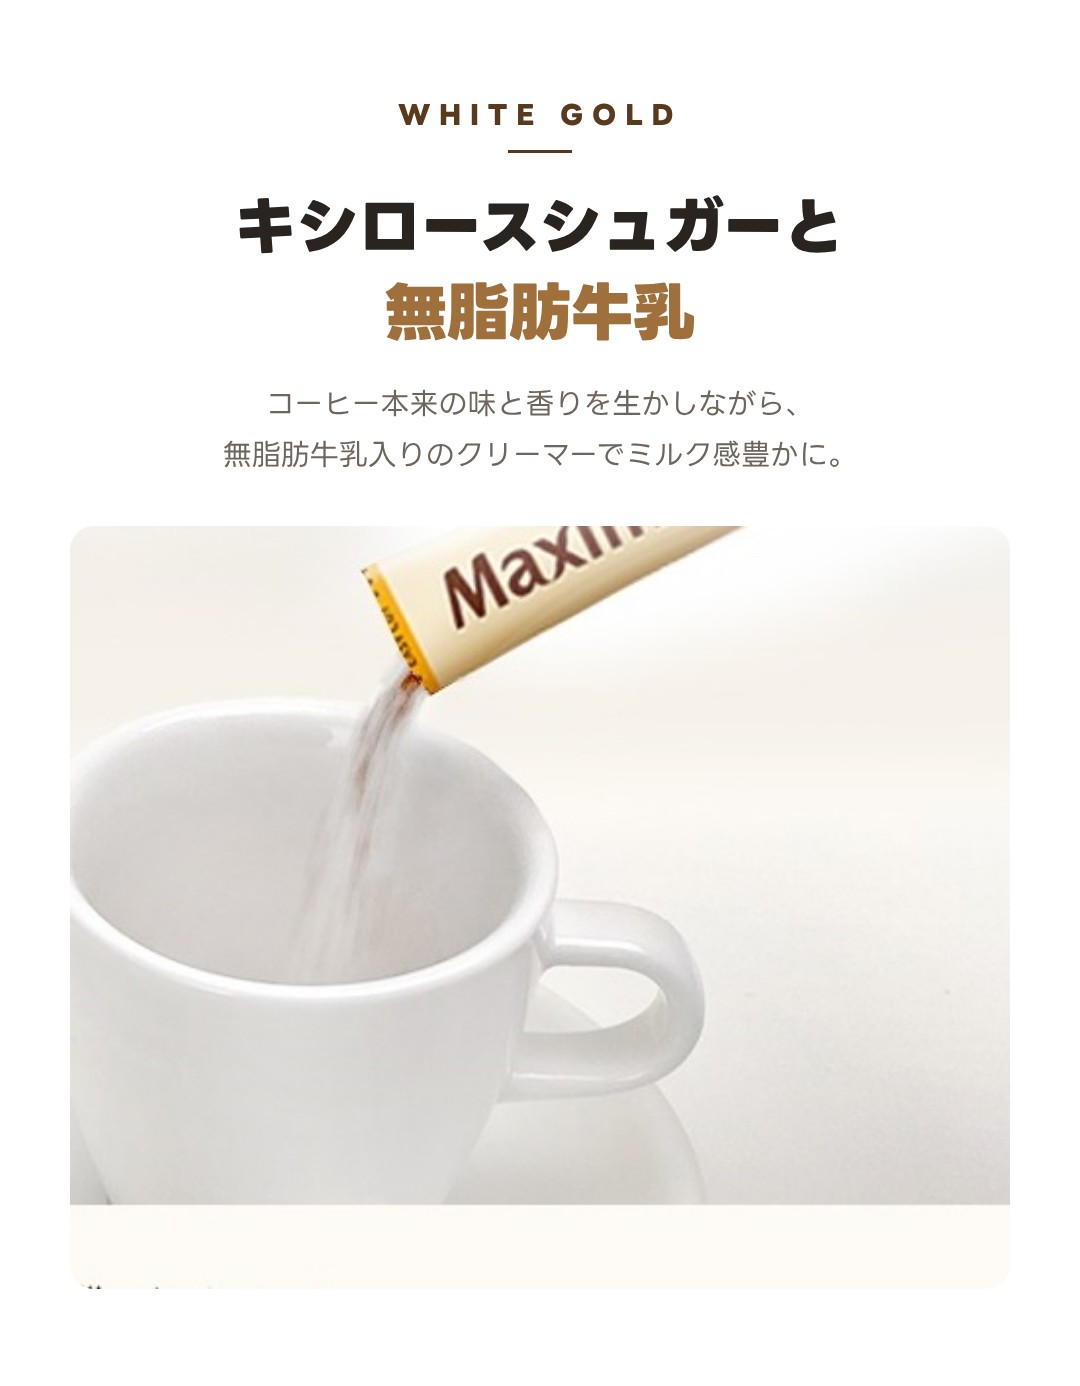 WHITE GOLD
キシロースシュガーと
無脂肪牛乳
コーヒー本来の味と香りを生かしながら、
無脂肪牛乳入りのクリーマーでミルク感豊かに。